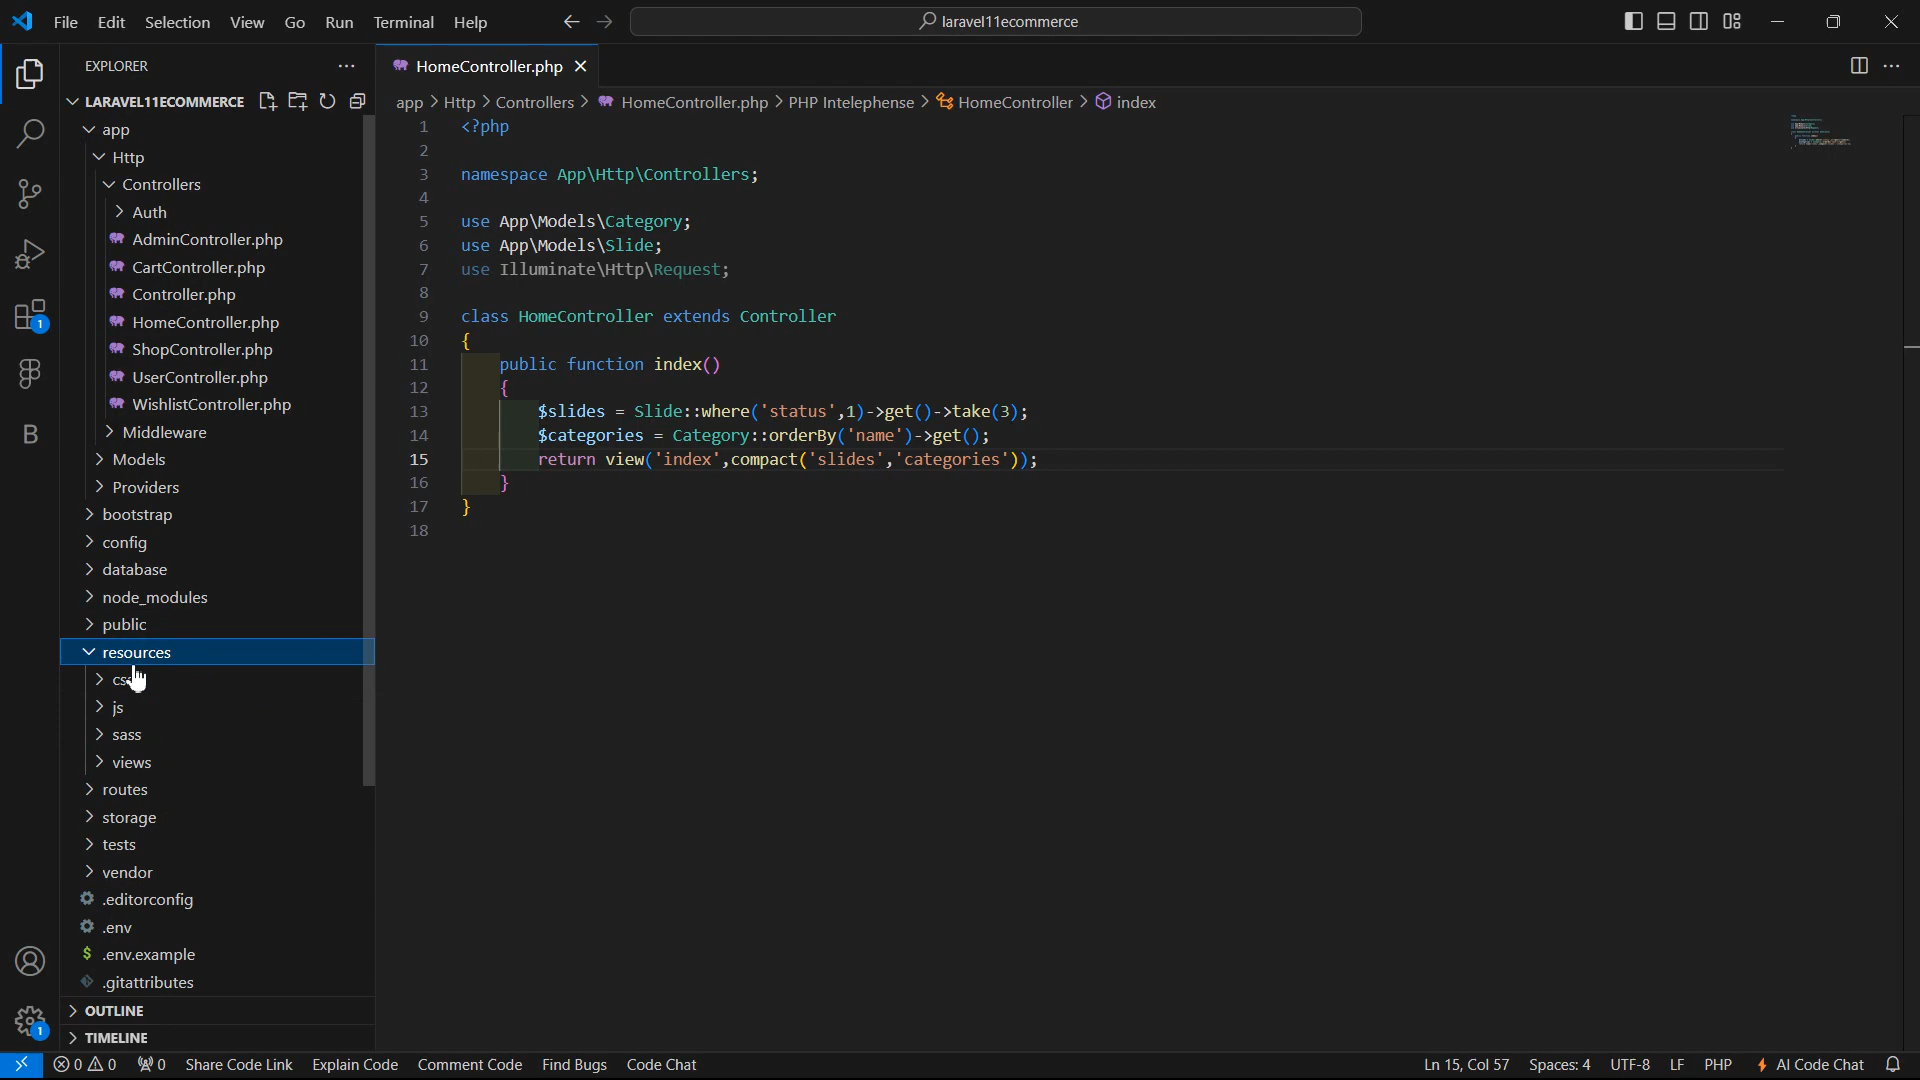 File Edit Selection View Go Run Terminal Help
laravel11ecommerce
EXPLORER
LARAVEL11ECOMMERCE
app
Http
Controllers
Auth
AdminController.php
CartController.php
Controller.php
HomeController.php
ShopController.php
UserController.php
WishlistController.php
Middleware
Models
Providers
bootstrap
config
database
node_modules
public
resources
js
sass
views
routes
storage
tests
vendor
.editorconfig
.env
.env.example
.gitattributes
OUTLINE
TIMELINE
B
1
1
HomeController.php
app > Http > Controllers > HomeController.php > PHP Intelephense > HomeController > index
1 <?php
2
3 namespace App\Http\Controllers;
4
5 use App\Models\Category;
6 use App\Models\Slide;
7 use Illuminate\Http\Request;
8
9 class HomeController extends Controller
10 {
11 public function index()
12 {
13 $slides = Slide::where('status',1)->get()->take(3);
14 $categories = Category::orderBy('name')->get();
15 return view('index',compact('slides','categories'));
16 }
17 }
18
0 0 0 Share Code Link Explain Code Comment Code Find Bugs Code Chat
Ln 15, Col 57 Spaces: 4 UTF-8 LF PHP AI Code Chat